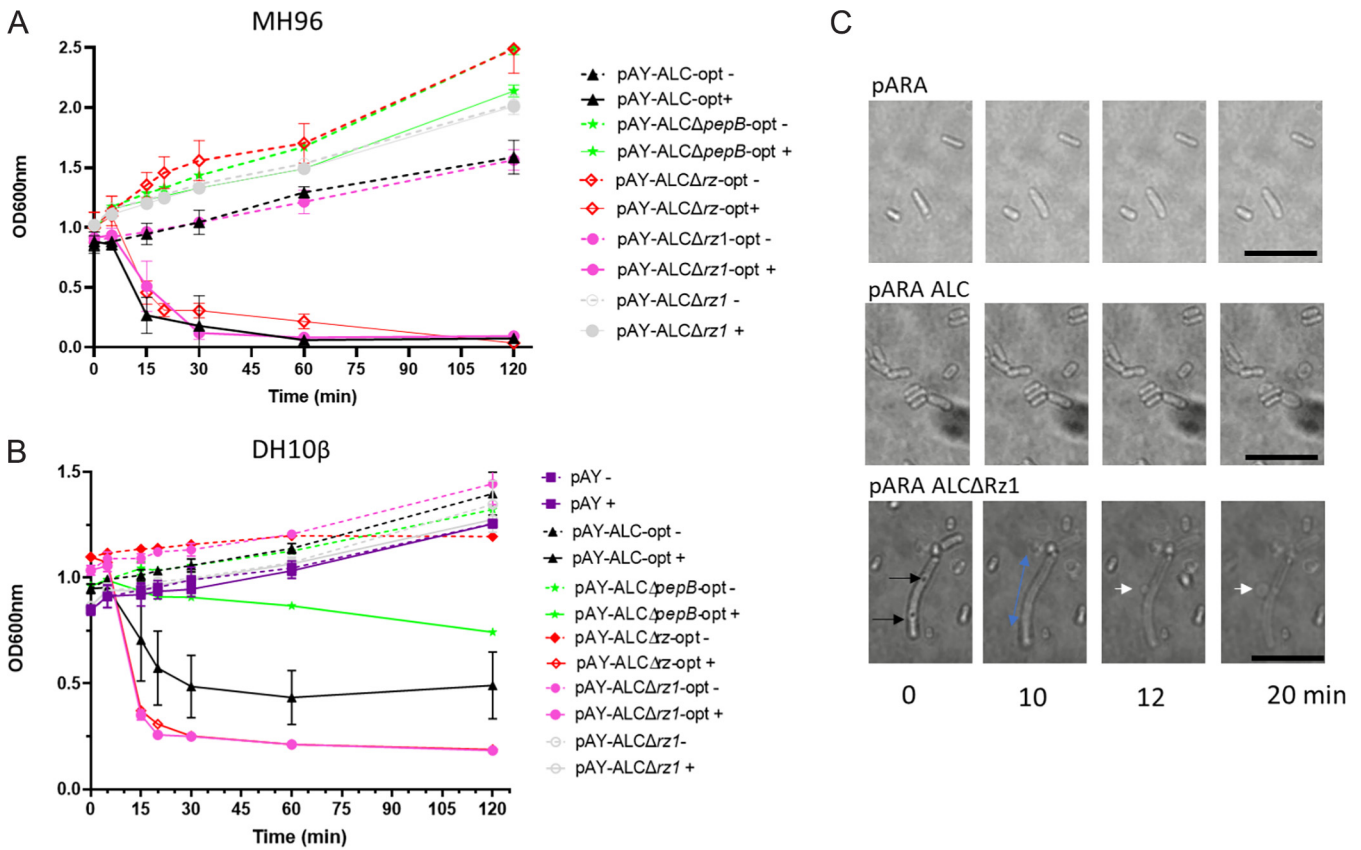 A
MH96
OD600nm
2.5
2.0
1.5
1.0
0.5
0.0
0 15 30 45 60 75 90 105 120
Time (min)
pAY-ALC-opt -
pAY-ALC-opt+
pAY-ALCΔpepB-opt -
pAY-ALCΔpepB-opt +
pAY-ALCΔrz-opt -
pAY-ALCΔrz-opt+
pAY-ALCΔrz1-opt -
pAY-ALCΔrz1-opt +
pAY-ALCΔrz1 -
pAY-ALCΔrz1 +
B
DH10β
OD600nm
1.5
1.0
0.5
0.0
0 15 30 45 60 75 90 105 120
Time (min)
pAY -
pAY +
pAY-ALC-opt -
pAY-ALC-opt +
pAY-ALCΔpepB-opt -
pAY-ALCΔpepB-opt +
pAY-ALCΔrz-opt -
pAY-ALCΔrz-opt +
pAY-ALCΔrz1-opt -
pAY-ALCΔrz1-opt +
pAY-ALCΔrz1-
pAY-ALCΔrz1 +
C
pARA
pARA ALC
pARA ALCΔRz1
0 10 12 20 min